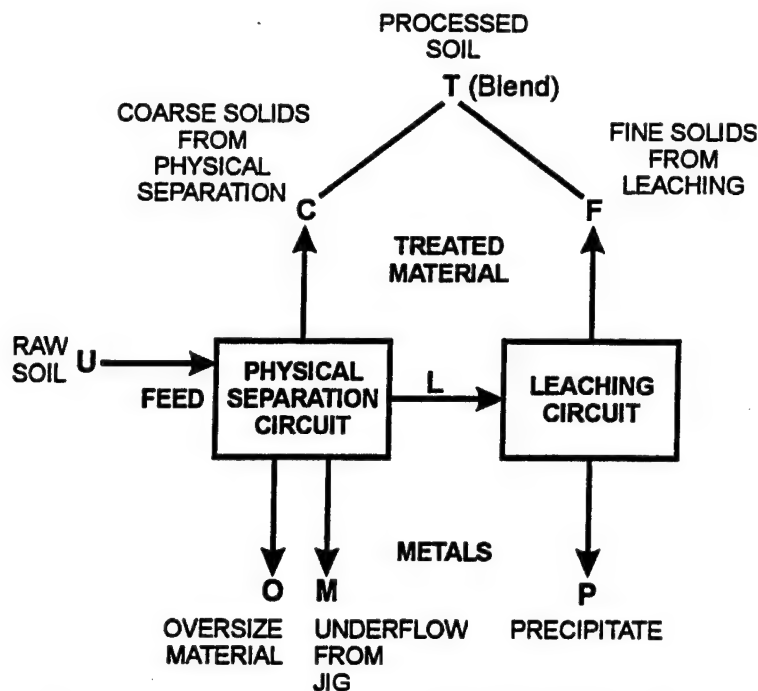 PROCESSED
SOIL
T (Blend)
COARSE SOLIDS
FROM
PHYSICAL
SEPARATION
C
FINE SOLIDS
FROM
LEACHING
F
TREATED
MATERIAL
RAW
SOIL
U
FEED
PHYSICAL
SEPARATION
CIRCUIT
L
LEACHING
CIRCUIT
METALS
O
OVERSIZE
MATERIAL
M
UNDERFLOW
FROM
JIG
P
PRECIPITATE